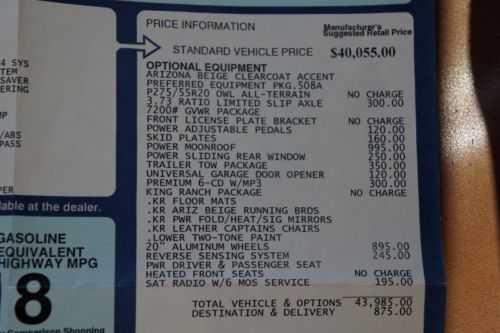 PRICE INFORMATION
Manufacturer's
Suggested Retail Price
STANDARD VEHICLE PRICE $40,055.00
OPTIONAL EQUIPMENT
ARIZONA BEIGE CLEARCOAT ACCENT
PREFERRED EQUIPMENT PKG.508A
P275/55R20 OWL ALL-TERRAIN NO CHARGE
3.73 RATIO LIMITED SLIP AXLE 300.00
7200# GVWR PACKAGE
FRONT LICENSE PLATE BRACKET NO CHARGE
POWER ADJUSTABLE PEDALS 120.00
SKID PLATES 160.00
POWER MOONROOF 995.00
POWER SLIDING REAR WINDOW 250.00
TRAILER TOW PACKAGE 350.00
UNIVERSAL GARAGE DOOR OPENER 120.00
PREMIUM 6-CD W/MP3 300.00
KING RANCH PACKAGE NO CHARGE
.KR FLOOR MATS
.KR ARIZ BEIGE RUNNING BRDS
.KR PWR FOLD/HEAT/SIG MIRRORS
.KR LEATHER CAPTAINS CHAIRS
.LOWER TWO-TONE PAINT
20" ALUMINUM WHEELS 895.00
REVERSE SENSING SYSTEM 245.00
PWR DRIVER & PASSENGER SEAT
HEATED FRONT SEATS NO CHARGE
SAT RADIO W/6 MOS SERVICE 195.00
TOTAL VEHICLE & OPTIONS 43,985.00
DESTINATION & DELIVERY 875.00
4 SYS
TEM
SAVER
ERING
MP
/ABS
PASS
PER
lable at the dealer.
GASOLINE
EQUIVALENT
HIGHWAY MPG
8
Comparison Shopping